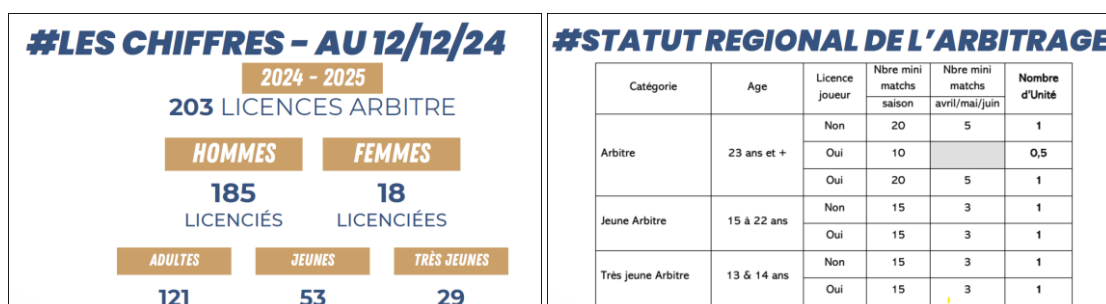 #LES CHIFFRES – AU 12/12/24
2024 - 2025
203 LICENCES ARBITRE
HOMMES FEMMES
185 18
LICENCIÉS LICENCIÉES
ADULTES JEUNES TRÈS JEUNES
121 53 29
#STATUT REGIONAL DE L'ARBITRAGE
Catégorie Age Licence joueur Nbre mini matchs saison Nbre mini matchs avril/mai/juin Nombre d'Unité
Arbitre 23 ans et + Non 20 5 1
Oui 10 0,5
Oui 20 5 1
Jeune Arbitre 15 à 22 ans Non 15 3 1
Oui 15 3 1
Très jeune Arbitre 13 & 14 ans Non 15 3 1
Oui 15 3 1